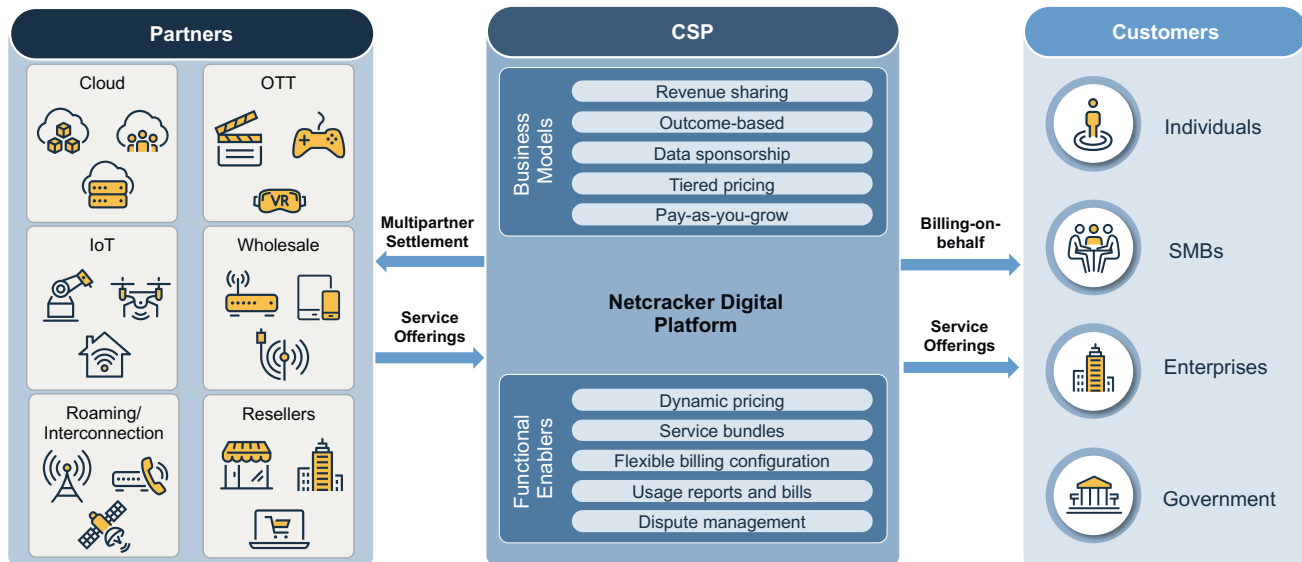 Partners
Cloud
OTT
VR
IoT
Wholesale
Roaming/
Interconnection
Resellers
Multipartner
Settlement
Service
Offerings
CSP
Business
Models
Revenue sharing
Outcome-based
Data sponsorship
Tiered pricing
Pay-as-you-grow
Netcracker Digital
Platform
Functional
Enablers
Dynamic pricing
Service bundles
Flexible billing configuration
Usage reports and bills
Dispute management
Billing-on-
behalf
Service
Offerings
Customers
Individuals
SMBs
Enterprises
Government